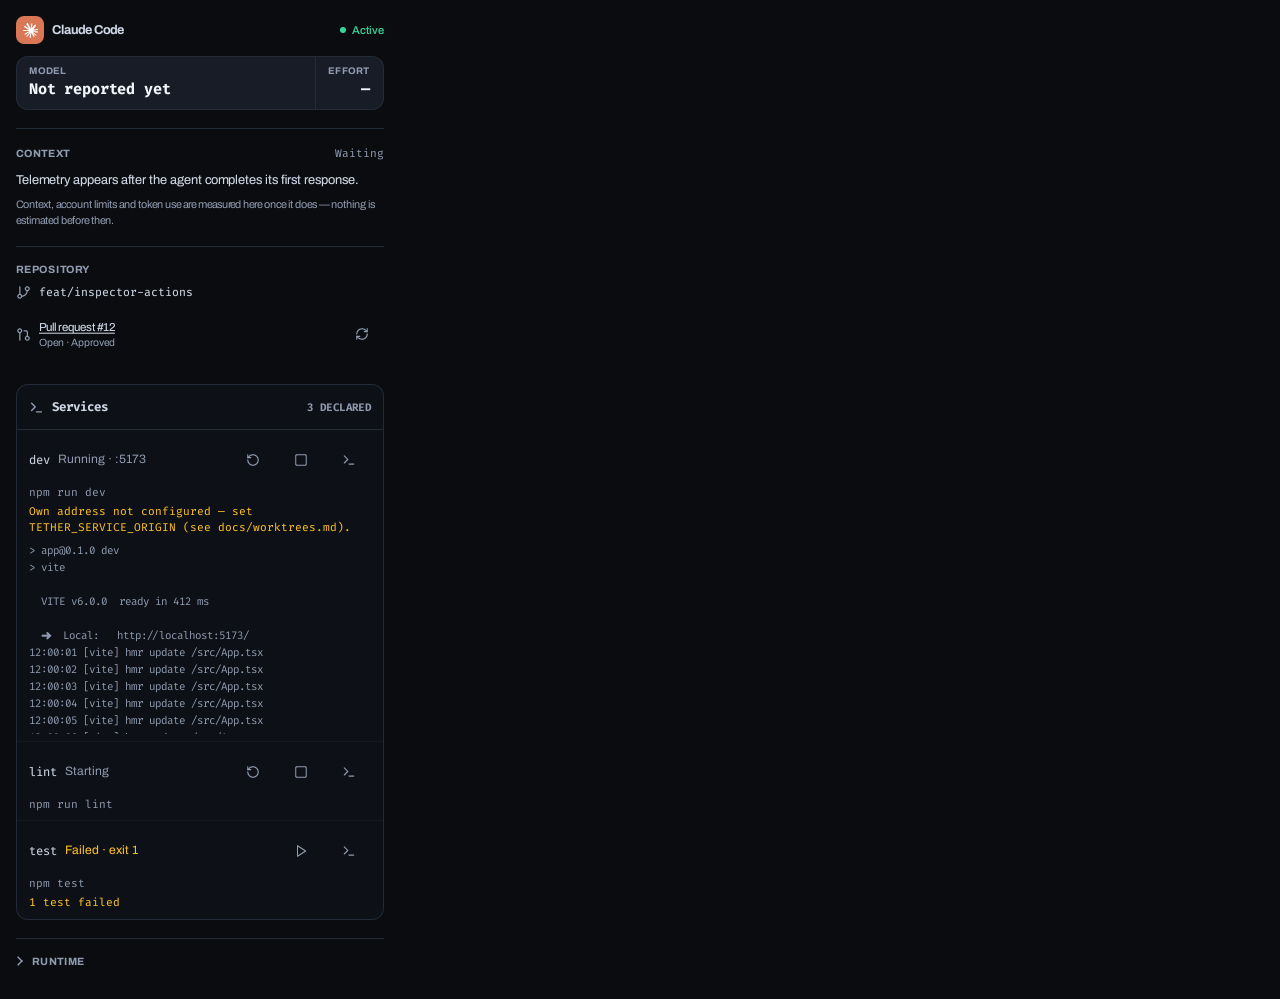 Claude Code
Active
MODEL
EFFORT
Not reported yet
—
CONTEXT
Waiting
Telemetry appears after the agent completes its first response.
Context, account limits and token use are measured here once it does — nothing is
estimated before then.
REPOSITORY
feat/inspector-actions
Pull request #12
Open · Approved
Services
3 DECLARED
dev Running · :5173
npm run dev
Own address not configured — set
TETHER_SERVICE_ORIGIN (see docs/worktrees.md).
> app@0.1.0 dev
> vite
VITE v6.0.0 ready in 412 ms
➜ Local: http://localhost:5173/
12:00:01 [vite] hmr update /src/App.tsx
12:00:02 [vite] hmr update /src/App.tsx
12:00:03 [vite] hmr update /src/App.tsx
12:00:04 [vite] hmr update /src/App.tsx
12:00:05 [vite] hmr update /src/App.tsx
lint Starting
npm run lint
test Failed · exit 1
npm test
1 test failed
RUNTIME